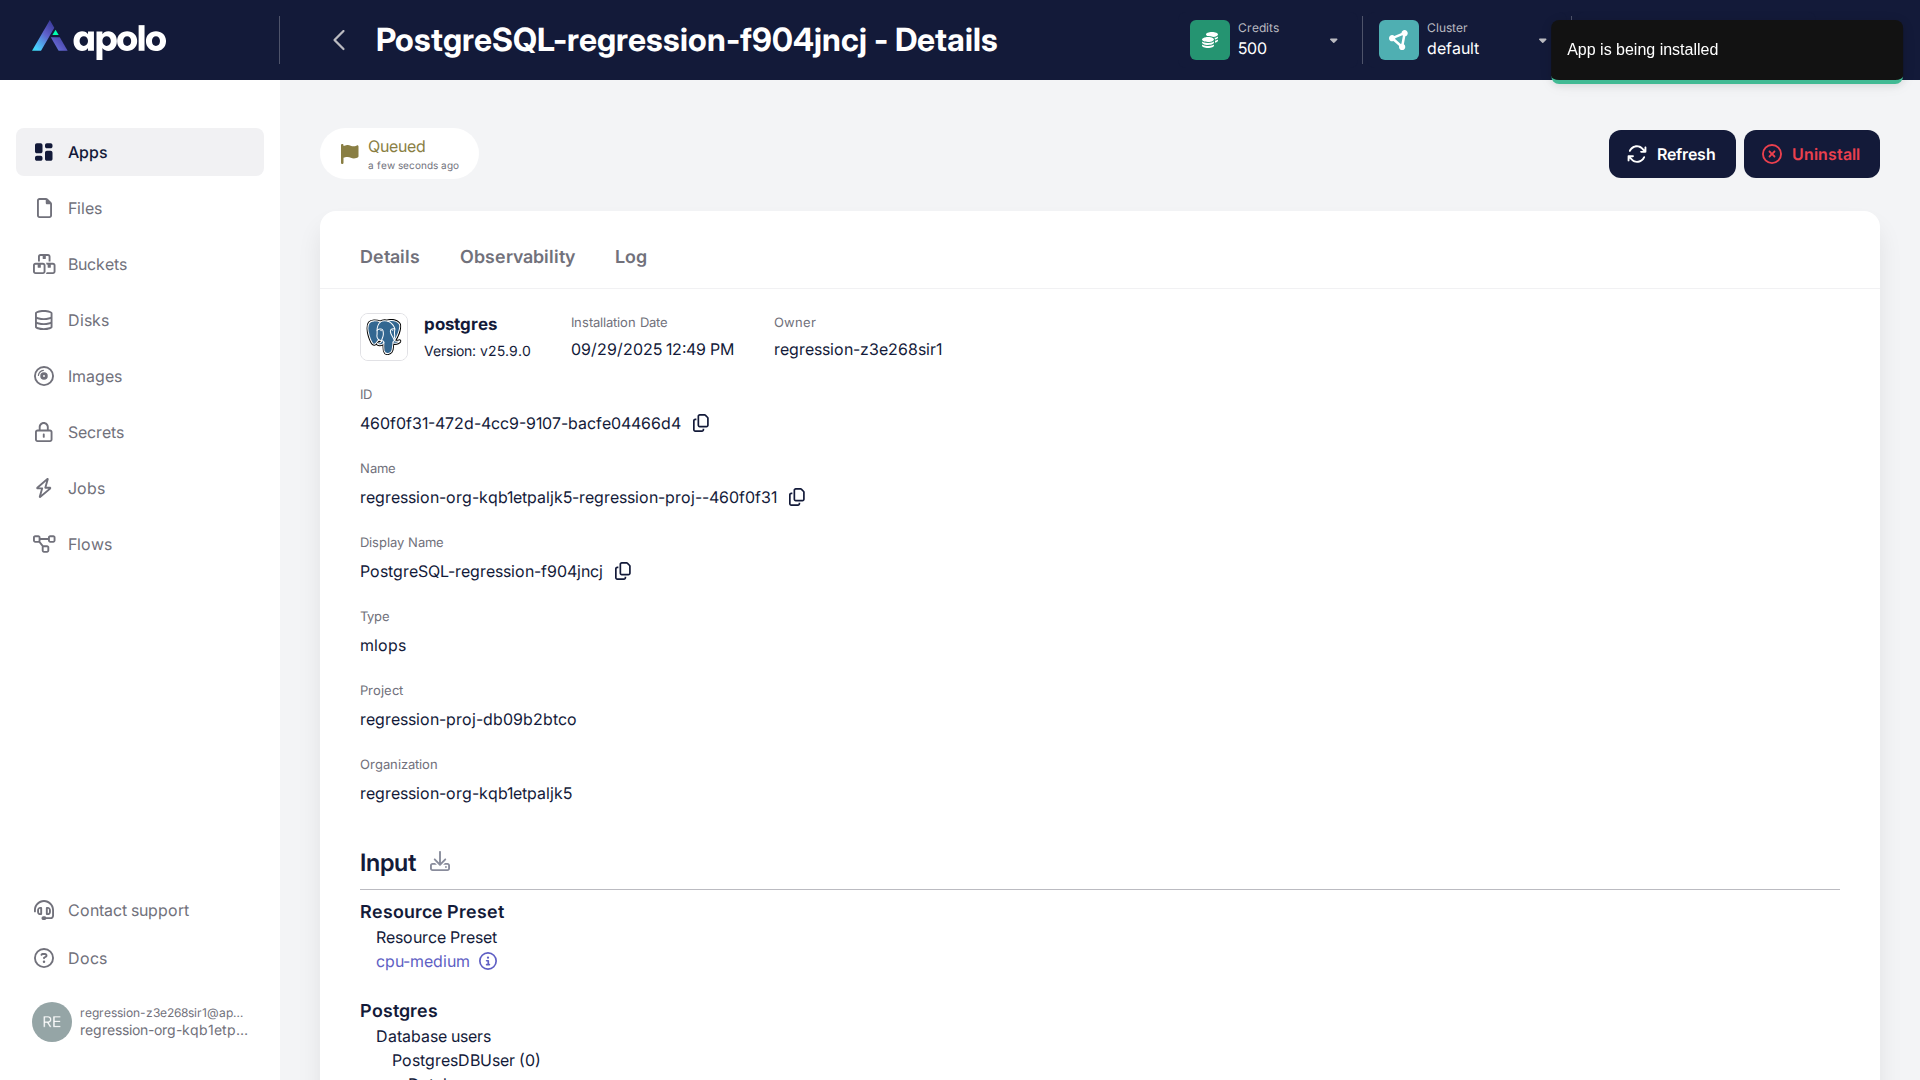 apolo
PostgreSQL-regression-f904jncj - Details
Credits
500
Cluster
default
App is being installed
Apps
Files
Buckets
Disks
Images
Secrets
Jobs
Flows
Contact support
Docs
RE
regression-z3e268sir1@ap...
regression-org-kqb1etp...
Queued
a few seconds ago
Refresh
Uninstall
Details
Observability
Log
postgres
Version: v25.9.0
Installation Date
09/29/2025 12:49 PM
Owner
regression-z3e268sir1
ID
460f0f31-472d-4cc9-9107-bacfe04466d4
Name
regression-org-kqb1etpaljk5-regression-proj--460f0f31
Display Name
PostgreSQL-regression-f904jncj
Type
mlops
Project
regression-proj-db09b2btco
Organization
regression-org-kqb1etpaljk5
Input
Resource Preset
Resource Preset
cpu-medium
Postgres
Database users
PostgresDBUser (0)